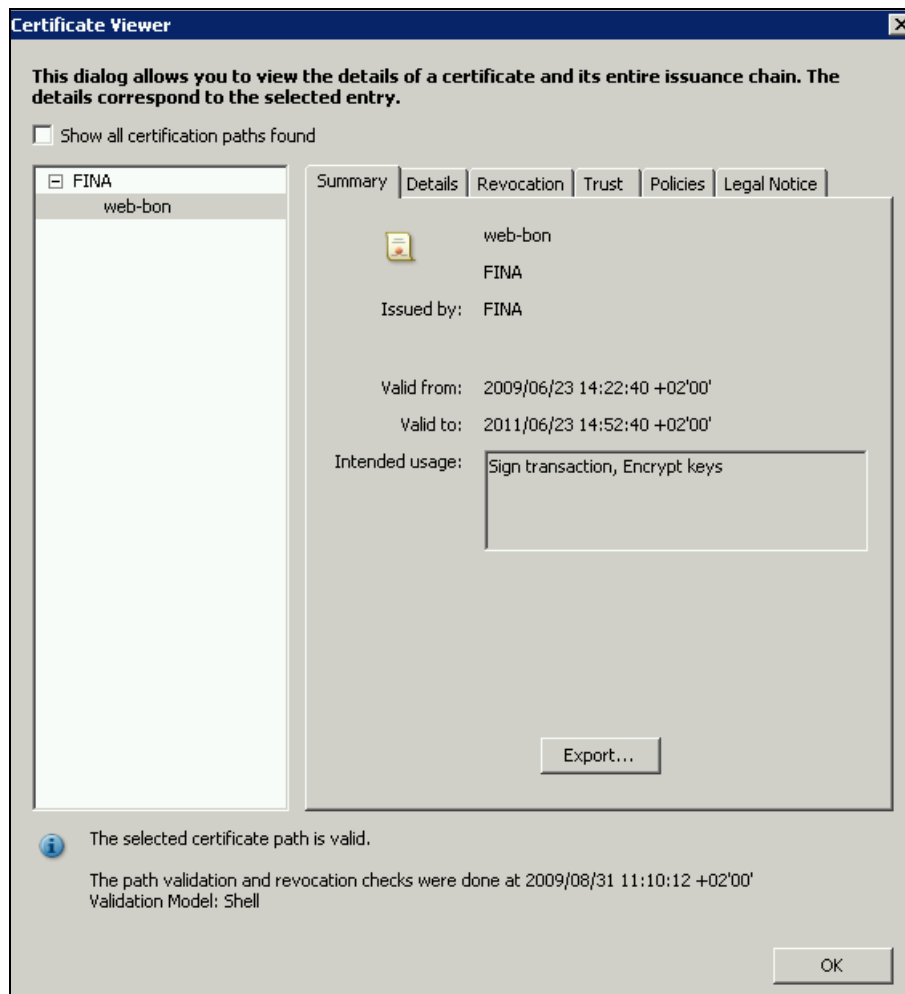 Certificate Viewer
This dialog allows you to view the details of a certificate and its entire issuance chain. The
details correspond to the selected entry.
Show all certification paths found
FINA
web-bon
Summary Details Revocation Trust Policies Legal Notice
web-bon
FINA
Issued by: FINA
Valid from: 2009/06/23 14:22:40 +02'00'
Valid to: 2011/06/23 14:52:40 +02'00'
Intended usage: Sign transaction, Encrypt keys
Export...
The selected certificate path is valid.
The path validation and revocation checks were done at 2009/08/31 11:10:12 +02'00'
Validation Model: Shell
OK